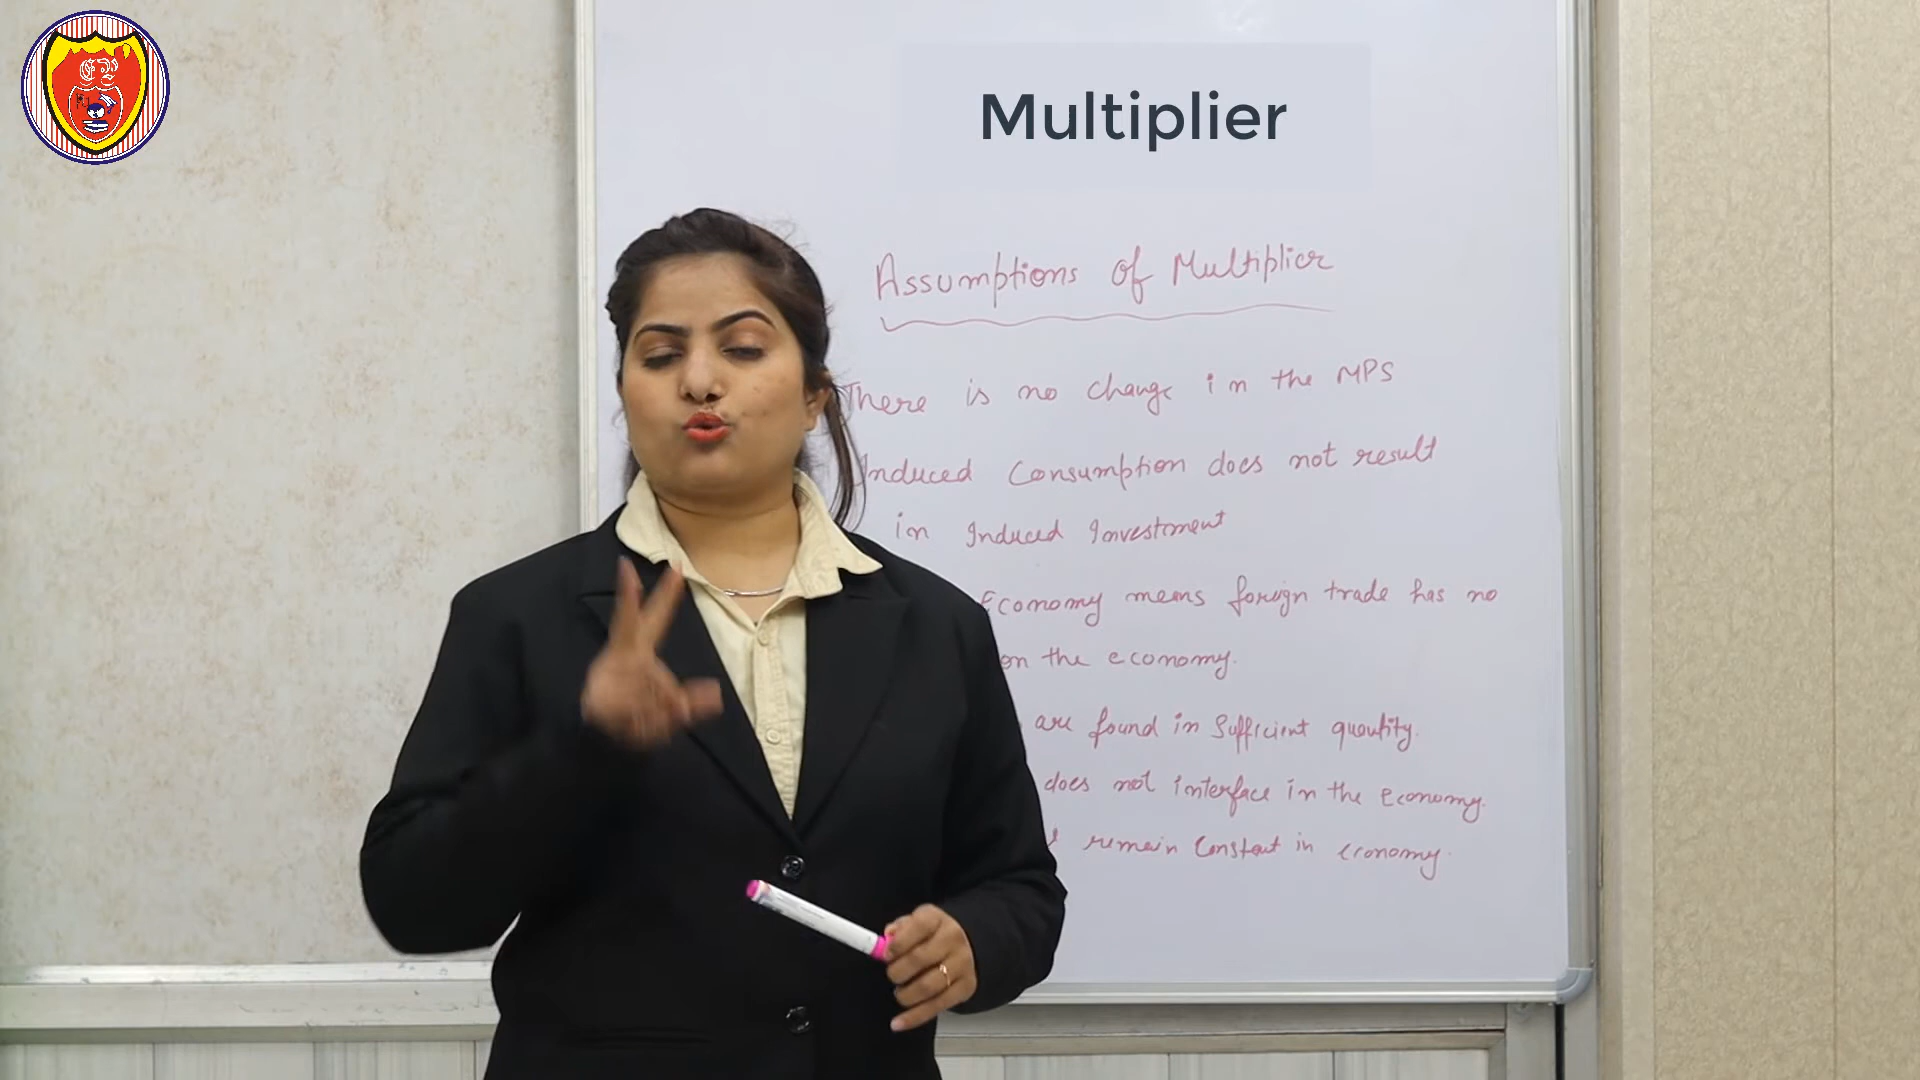 Multiplier
Assumptions of Multiplier
There is no change in the MPS
Induced Consumption does not result
in Induced Investment
Economy means foreign trade has no
on the economy.
are found in sufficient quantity.
does not interface in the economy.
remain constant in economy.